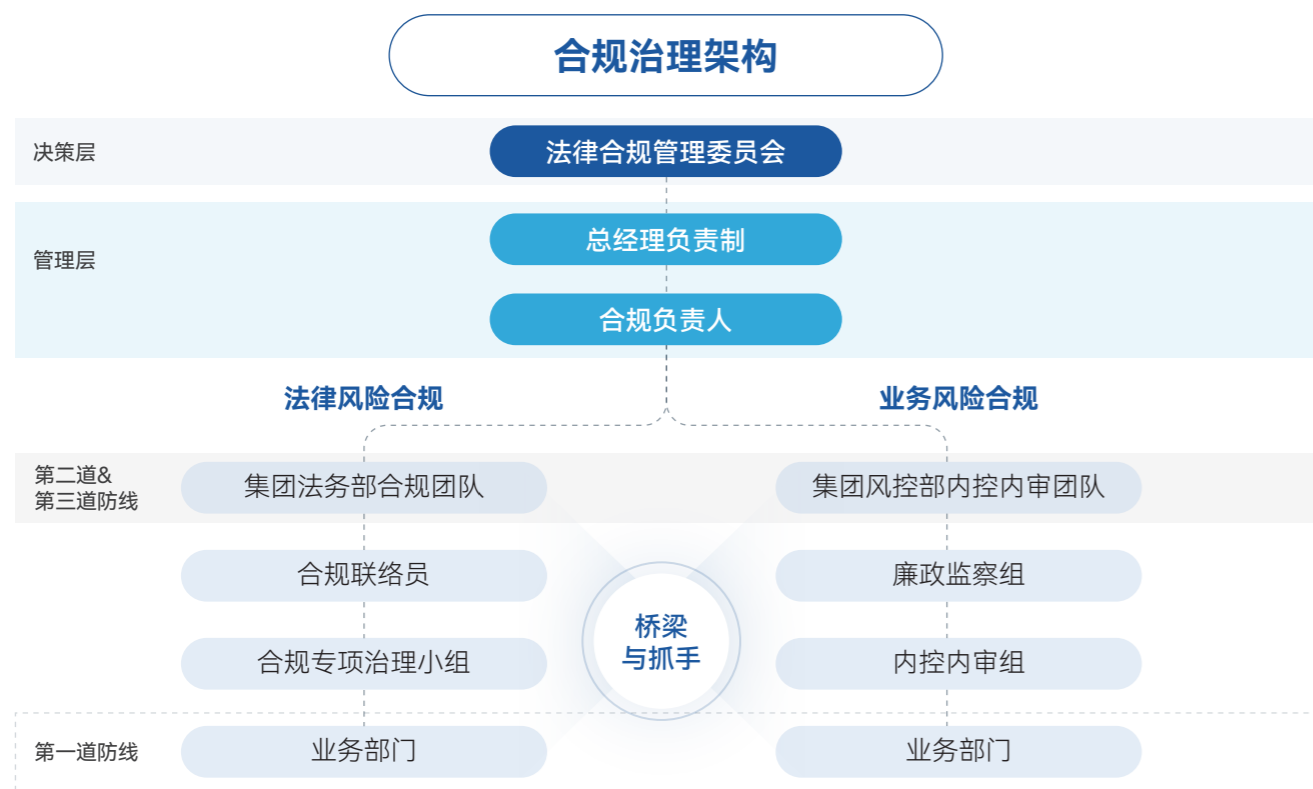 合规治理架构
决策层
法律合规管理委员会
管理层
总经理负责制
合规负责人
法律风险合规
业务风险合规
第二道&
第三道防线
集团法务部合规团队
集团风控部内控内审团队
合规联络员
廉政监察组
桥梁
与抓手
合规专项治理小组
内控内审组
第一道防线
业务部门
业务部门